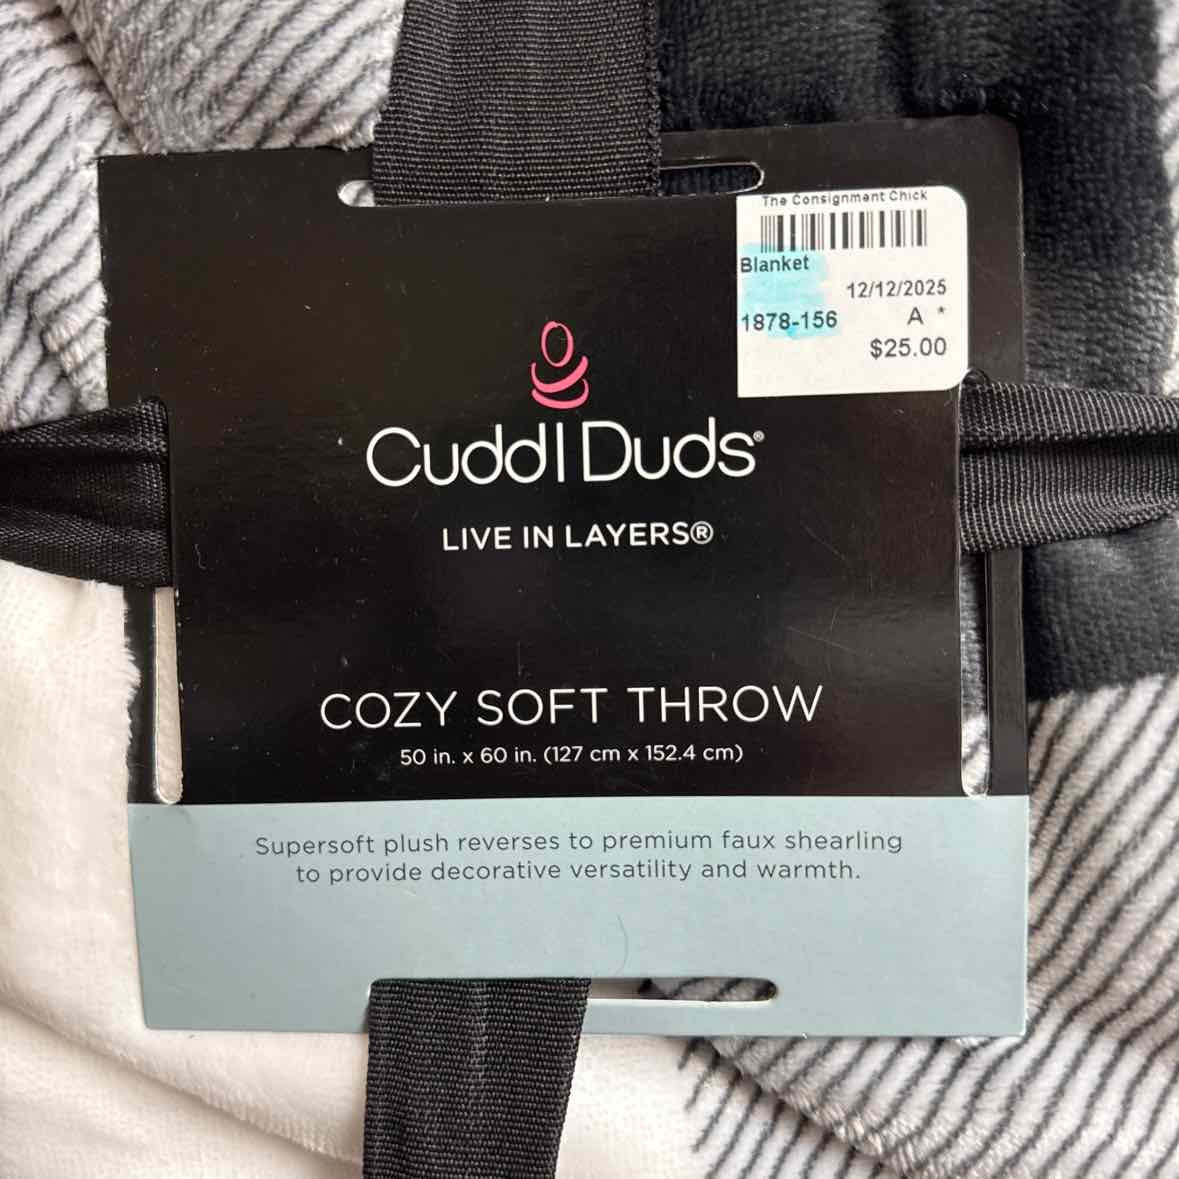 The Consignment Chick
Blanket
12/12/2025
1878-156 A *
$25.00
Cuddl Duds®
LIVE IN LAYERS®
COZY SOFT THROW
50 in. x 60 in. (127 cm x 152.4 cm)
Supersoft plush reverses to premium faux shearling
to provide decorative versatility and warmth.